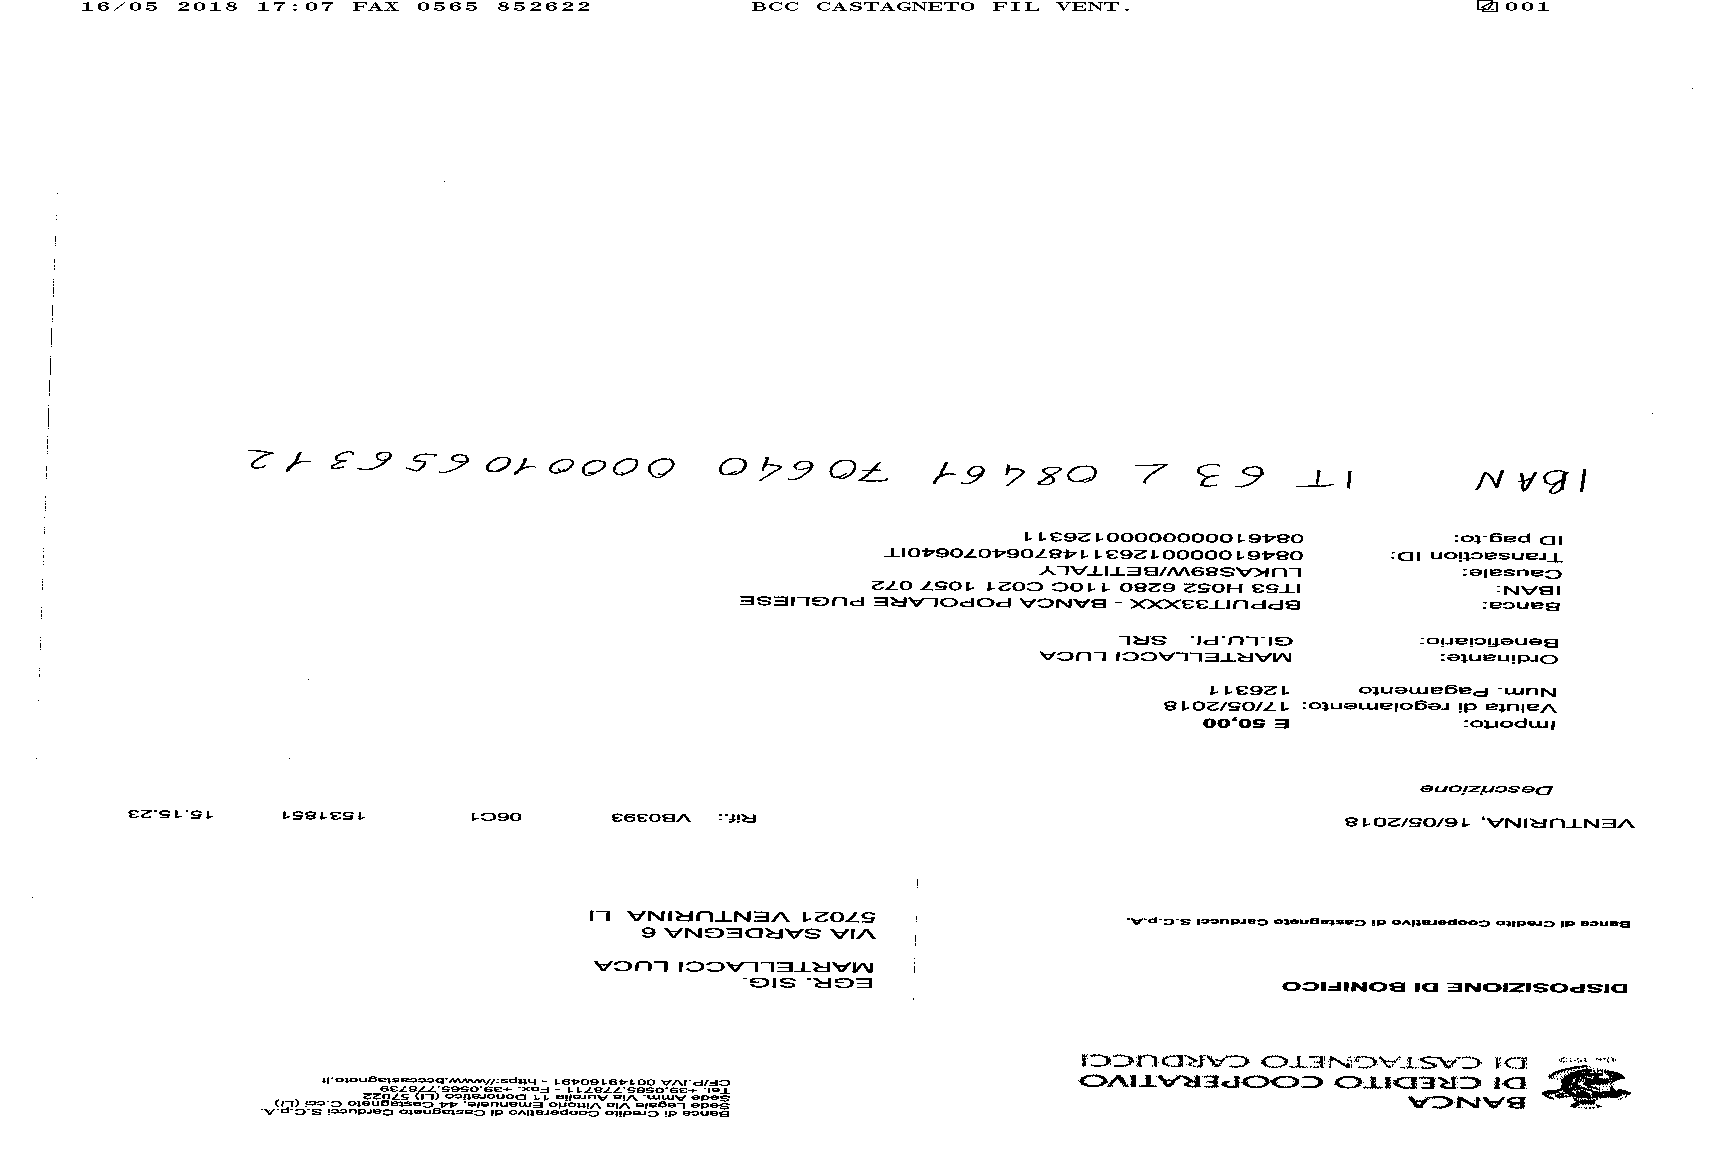 16/05 2018 17:07 FAX 0565 852622 BCC CASTAGNETO FIL VENT. 001
BANCA
DI CREDITO COOPERATIVO
DI CASTAGNETO CARDUCCI
Banca di Credito Cooperativo di Castagneto Carducci S.C.p.A.
Sede Legale Via Vittorio Emanuele, 44 Castagneto C.cci (LI)
Sede Amm. Via Aurelia 11 Donoratico (LI) 57022
Tel. +39.0565.778711 - Fax. +39.0565.778739
CF/P.IVA 00149160491 - https://www.bcccastagneto.it
DISPOSIZIONE DI BONIFICO
EGR. SIG.
MARTELLACCI LUCA
Banca di Credito Cooperativo di Castagneto Carducci S.C.p.A.
VIA SARDEGNA 6
57021 VENTURINA LI
VENTURINA, 16/05/2018 Rif.: VB0393 06C1 1531851 15.15.23
Descrizione
Importo: E 50,00
Valuta di regolamento: 17/05/2018
Num. Pagamento 126311
Ordinante: MARTELLACCI LUCA
Beneficiario: GI.LU.PI. SRL
Banca: BPPUIT33XXX - BANCA POPOLARE PUGLIESE
IBAN: IT53 H052 6280 110C C021 1057 072
Causale: LUKAS89W/BETITALY
Transaction ID: 0846100000126311487064070640IT
ID pag-to: 0846100000000126311
IBAN IT 63 L 08461 70640 000010656312